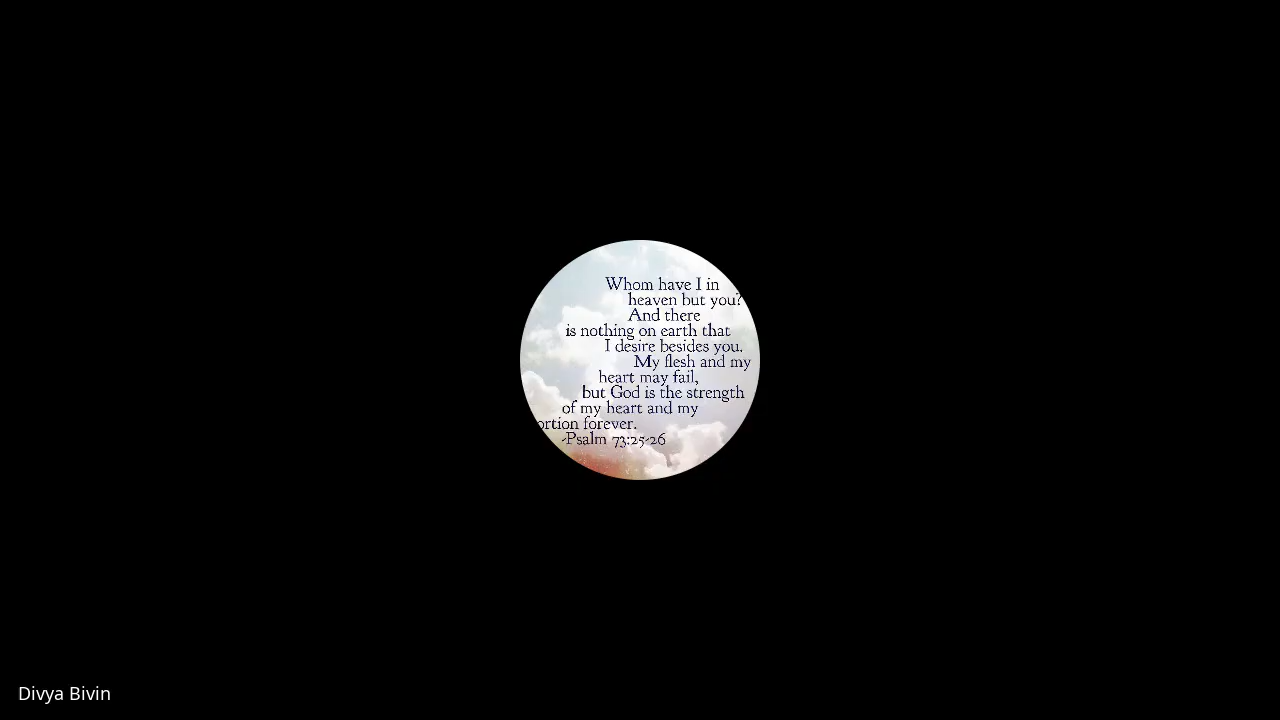 Whom have I in
heaven but you?
And there
is nothing on earth that
I desire besides you.
My flesh and my
heart may fail,
but God is the strength
of my heart and my
ortion forever.
-Psalm 73:25-26
Divya Bivin